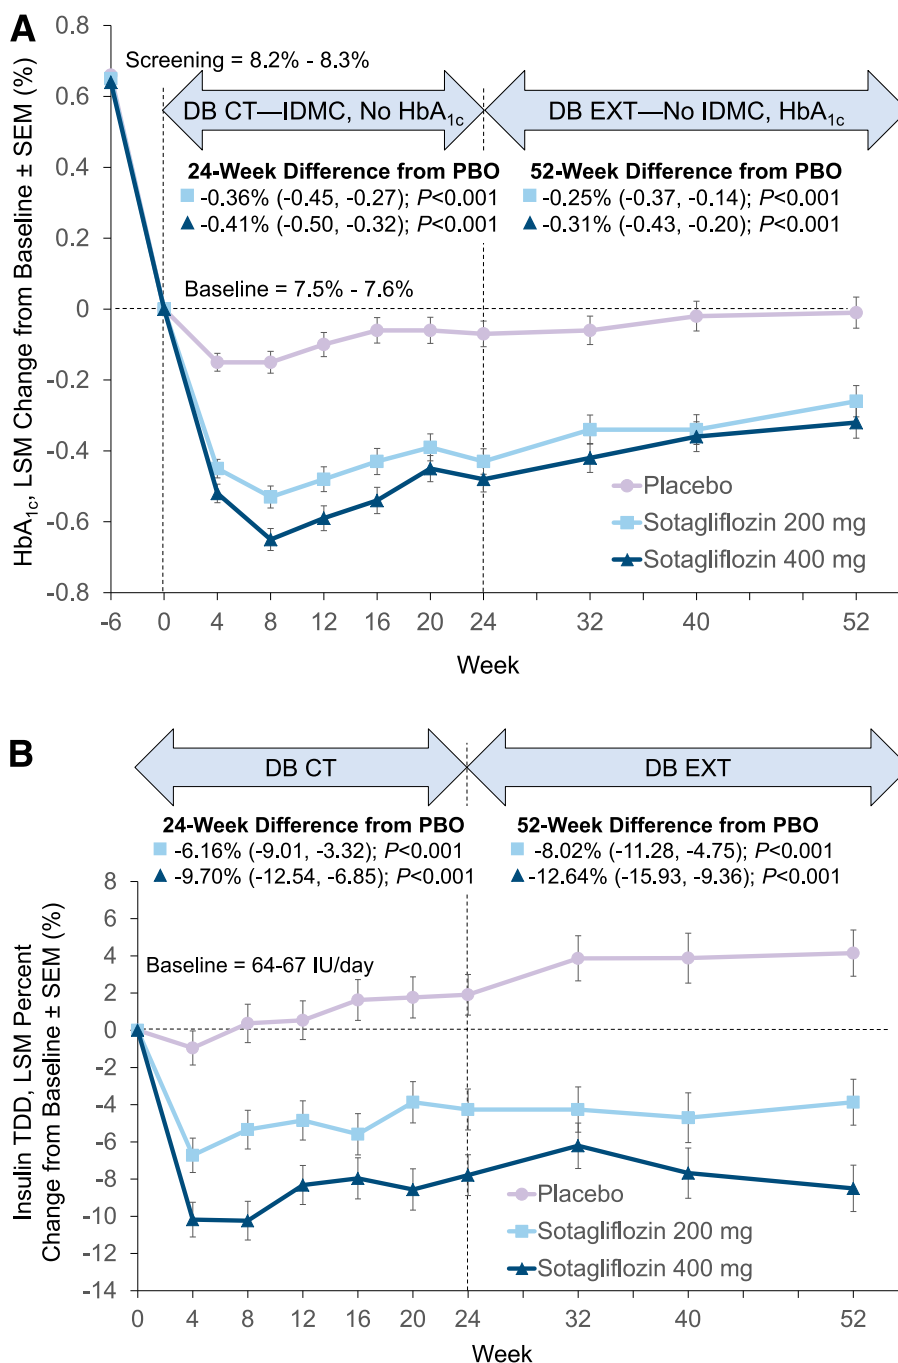 A
Screening = 8.2% - 8.3%
DB CT—IDMC, No HbA1c
DB EXT—No IDMC, HbA1c
24-Week Difference from PBO
-0.36% (-0.45, -0.27); P<0.001
-0.41% (-0.50, -0.32); P<0.001
52-Week Difference from PBO
-0.25% (-0.37, -0.14); P<0.001
-0.31% (-0.43, -0.20); P<0.001
Baseline = 7.5% - 7.6%
HbA1c, LSM Change from Baseline ± SEM (%)
0.8
0.6
0.4
0.2
0
-0.2
-0.4
-0.6
-0.8
Placebo
Sotagliflozin 200 mg
Sotagliflozin 400 mg
-6 0 4 8 12 16 20 24 32 40 52
Week
B
DB CT
DB EXT
24-Week Difference from PBO
-6.16% (-9.01, -3.32); P<0.001
-9.70% (-12.54, -6.85); P<0.001
52-Week Difference from PBO
-8.02% (-11.28, -4.75); P<0.001
-12.64% (-15.93, -9.36); P<0.001
Baseline = 64-67 IU/day
Insulin TDD, LSM Percent
Change from Baseline ± SEM (%)
8
6
4
2
0
-2
-4
-6
-8
-10
-12
-14
Placebo
Sotagliflozin 200 mg
Sotagliflozin 400 mg
0 4 8 12 16 20 24 32 40 52
Week